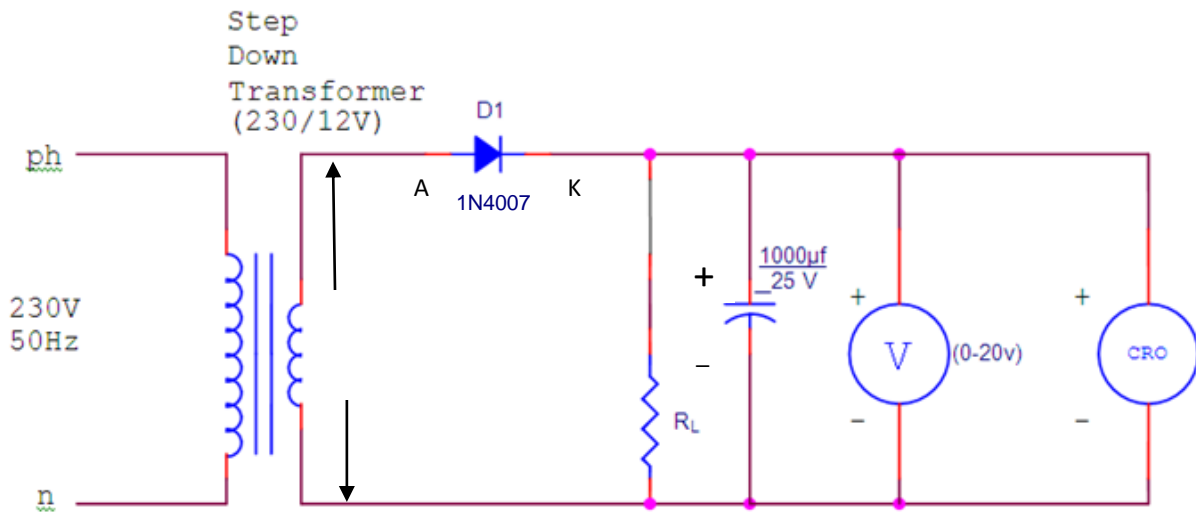 Step
Down
Transformer
(230/12V)
D1
ph
A
K
1N4007
1000µf
25 V
+
230V
50Hz
+
+
V
(0-20v)
CRO
−
RL
−
−
n